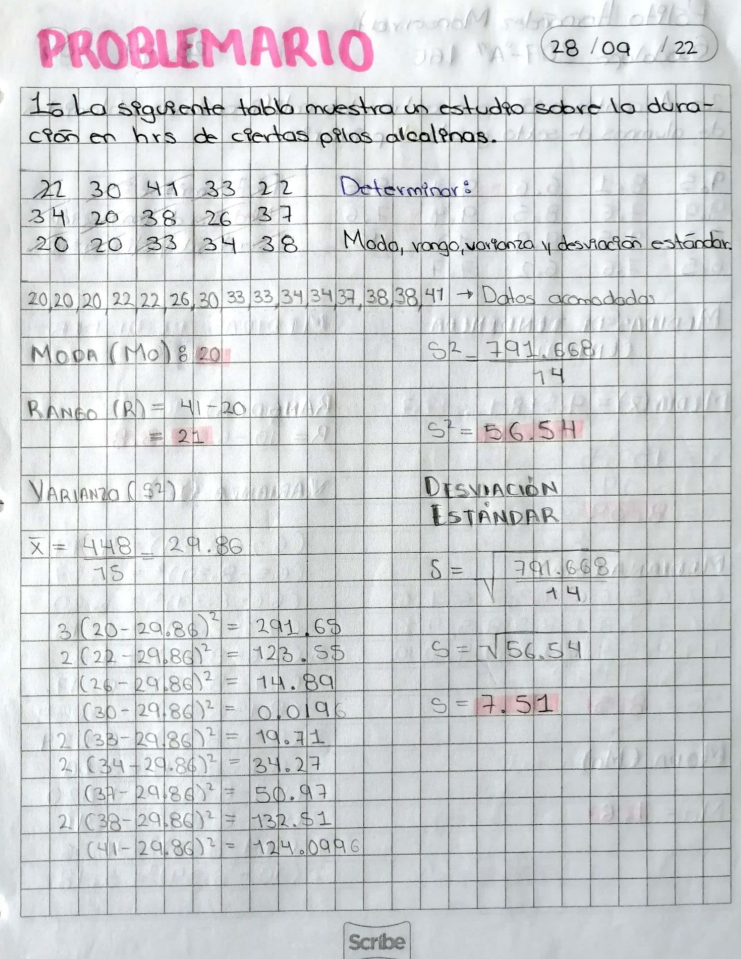 PROBLEMARIO
28/09/22
1.- La siguiente tabla muestra un estudio sobre la dura-
ción en hrs de ciertas pilas alcalinas.
22 30 41 33 22
34 20 38 26 37
20 20 33 34 38
Determinar:
Moda, rango, varianza y desviación estándar.
20,20,20,22,22,26,30,33,33,34,34,37,38,38,41 → Datos acomodados
MODA (Mo): 20
RANGO (R) = 41-20
= 21
VARIANZA (S²)
x̄ = 448/15 = 29.86
3(20-29.86)² = 291.65
2(22-29.86)² = 123.55
(26-29.86)² = 14.89
(30-29.86)² = 0.0196
2(33-29.86)² = 19.71
2(34-29.86)² = 34.27
(37-29.86)² = 50.97
2(38-29.86)² = 132.51
(41-29.86)² = 124.0996
S² = 791.668/14
S² = 56.54
DESVIACIÓN
ESTÁNDAR
S = √791.668/14
S = √56.54
S = 7.51
Scribe